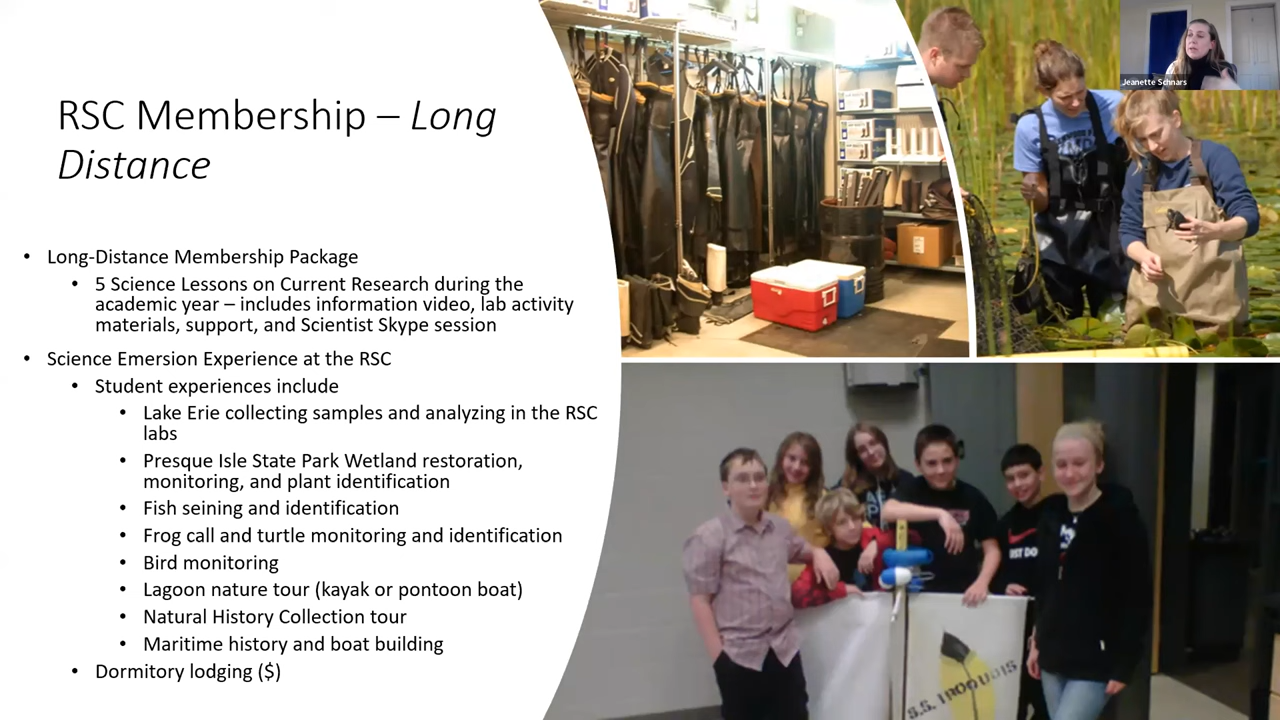 RSC Membership – Long
Distance
• Long-Distance Membership Package
• 5 Science Lessons on Current Research during the
academic year – includes information video, lab activity
materials, support, and Scientist Skype session
• Science Emersion Experience at the RSC
• Student experiences include
• Lake Erie collecting samples and analyzing in the RSC
labs
• Presque Isle State Park Wetland restoration,
monitoring, and plant identification
• Fish seining and identification
• Frog call and turtle monitoring and identification
• Bird monitoring
• Lagoon nature tour (kayak or pontoon boat)
• Natural History Collection tour
• Maritime history and boat building
• Dormitory lodging ($)
Jeanette Schnars
S.S. IROQUOIS